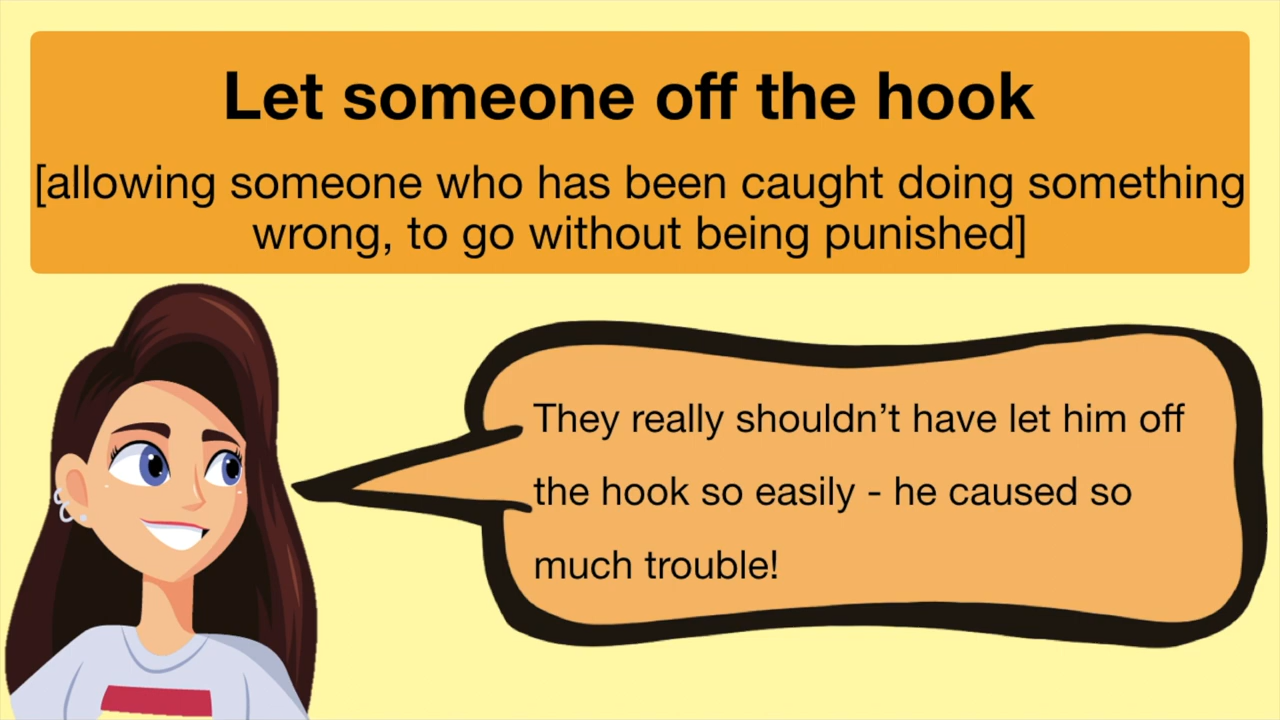 Let someone off the hook
[allowing someone who has been caught doing something
wrong, to go without being punished]
They really shouldn’t have let him off
the hook so easily - he caused so
much trouble!